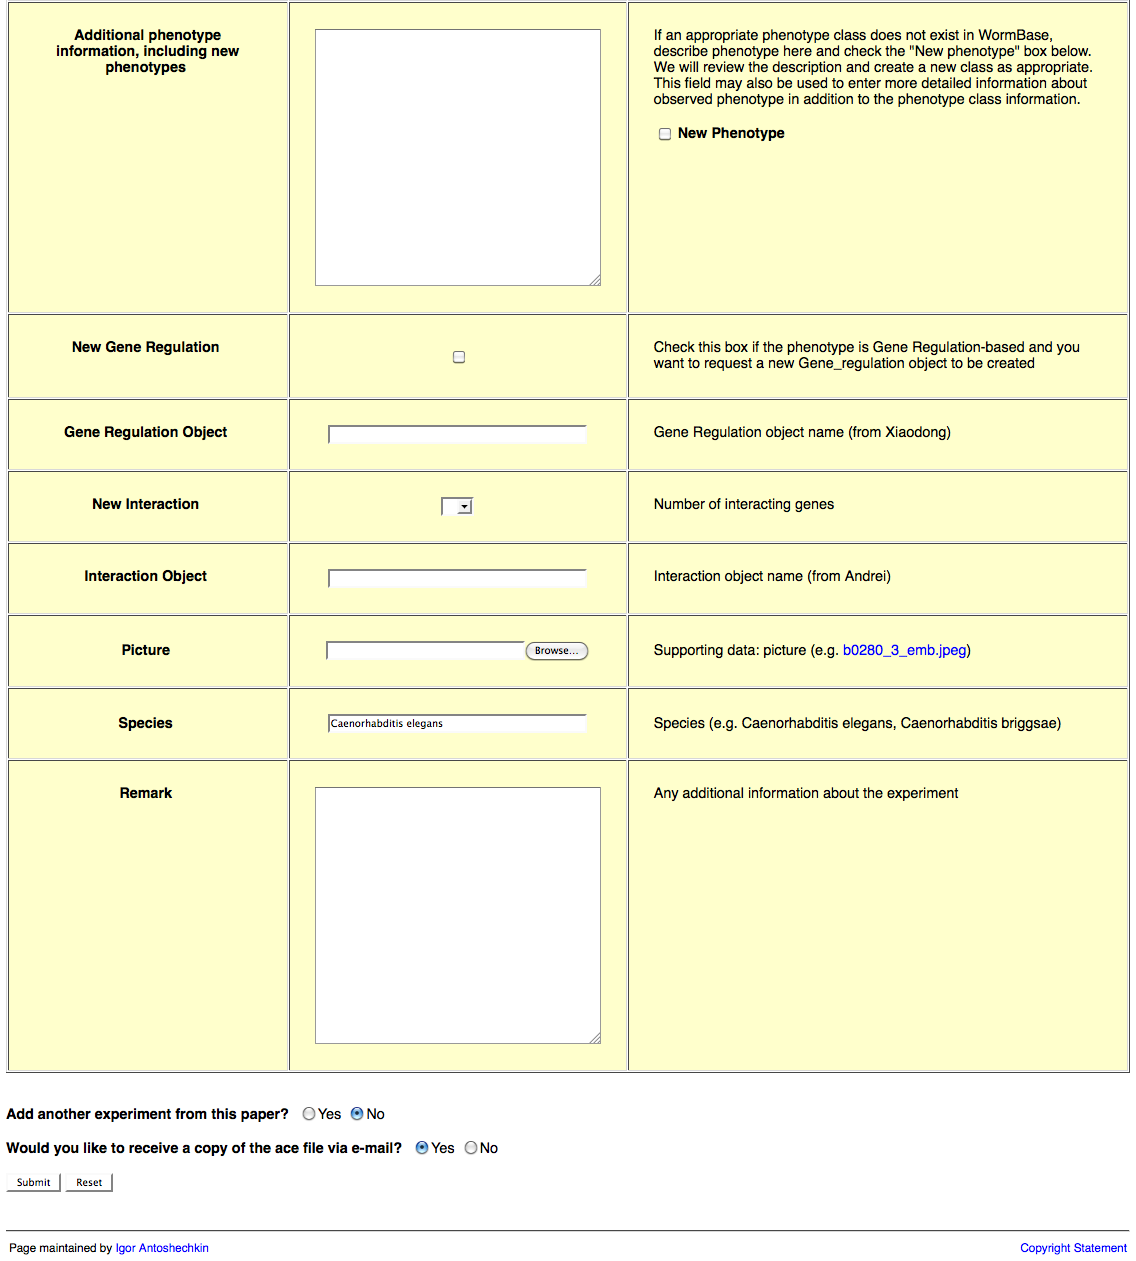 Additional phenotype
information, including new
phenotypes
If an appropriate phenotype class does not exist in WormBase,
describe phenotype here and check the "New phenotype" box below.
We will review the description and create a new class as appropriate.
This field may also be used to enter more detailed information about
observed phenotype in addition to the phenotype class information.
New Phenotype
New Gene Regulation
Check this box if the phenotype is Gene Regulation-based and you
want to request a new Gene_regulation object to be created
Gene Regulation Object
Gene Regulation object name (from Xiaodong)
New Interaction
Number of interacting genes
Interaction Object
Interaction object name (from Andrei)
Picture
Browse...
Supporting data: picture (e.g. b0280_3_emb.jpeg)
Species
Caenorhabditis elegans
Species (e.g. Caenorhabditis elegans, Caenorhabditis briggsae)
Remark
Any additional information about the experiment
Add another experiment from this paper? Yes No
Would you like to receive a copy of the ace file via e-mail? Yes No
Submit Reset
Page maintained by Igor Antoshechkin
Copyright Statement